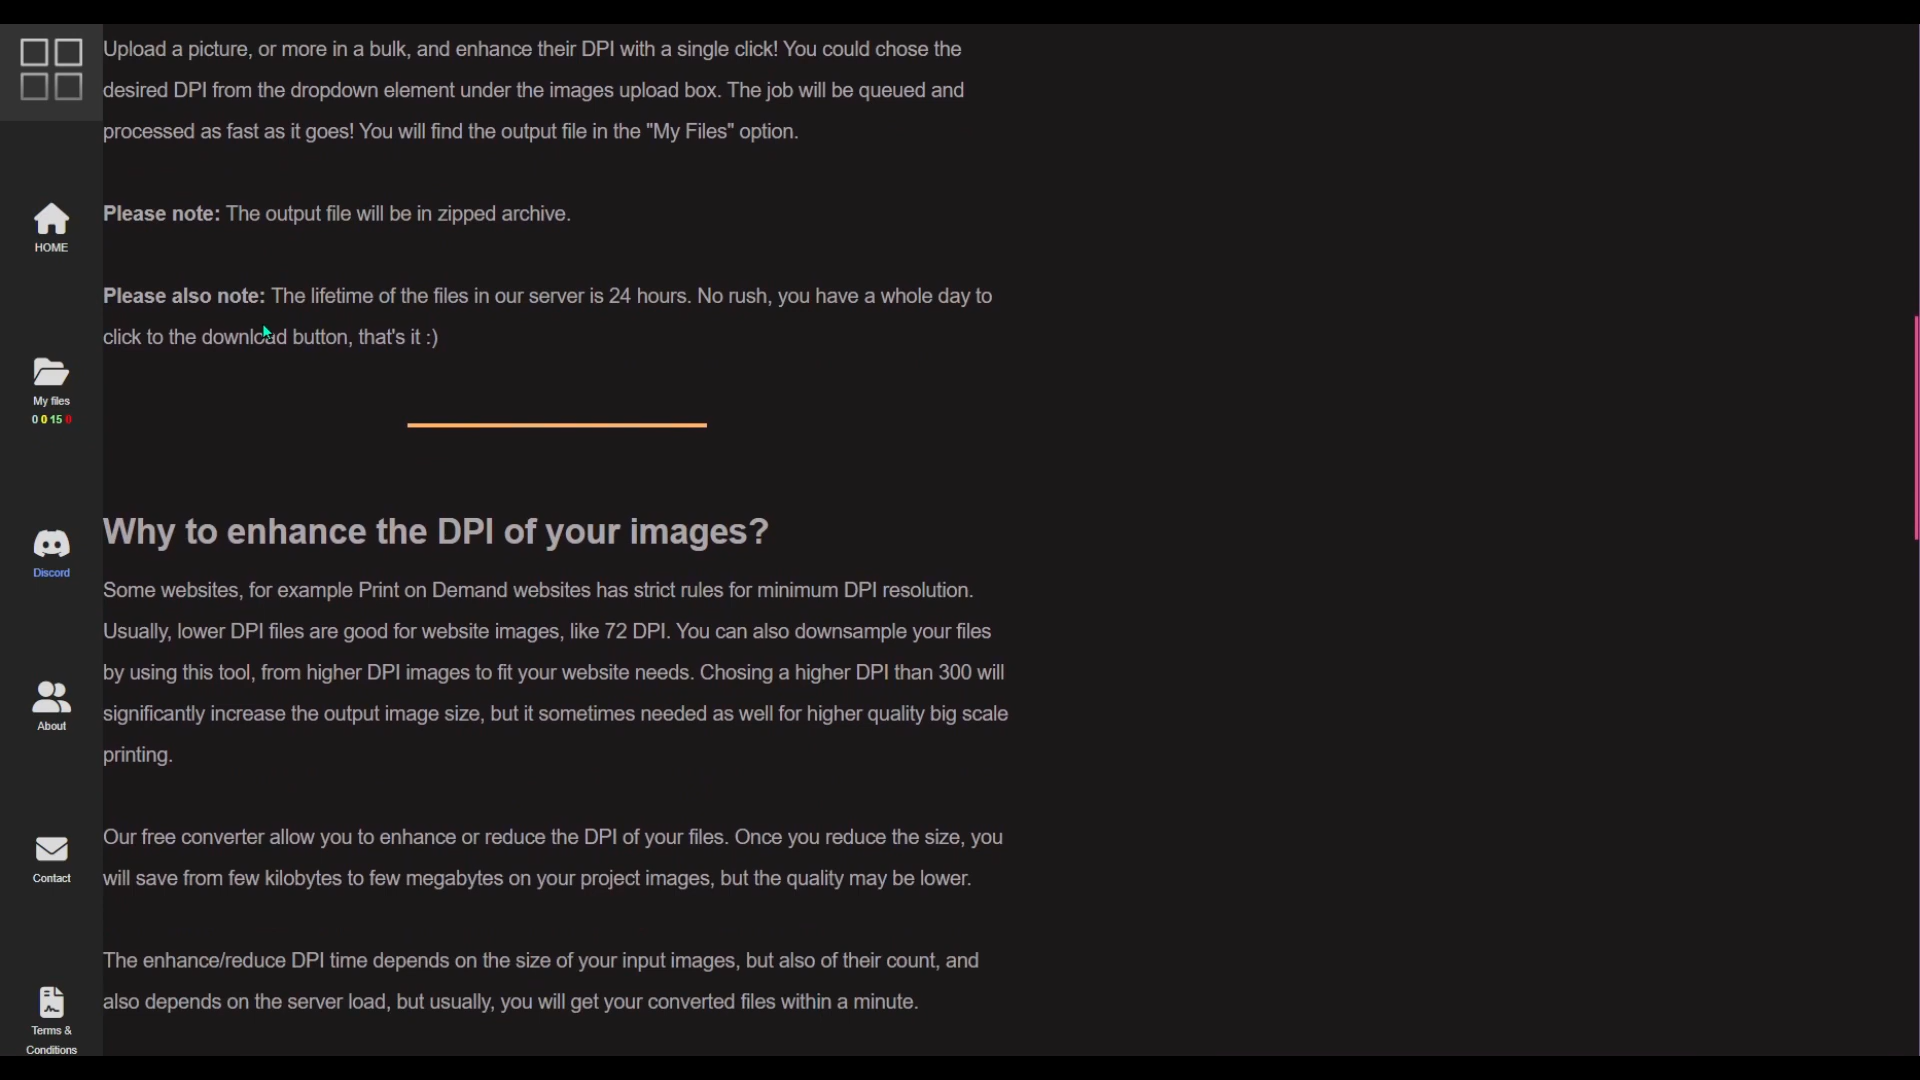 Upload a picture, or more in a bulk, and enhance their DPI with a single click! You could chose the
desired DPI from the dropdown element under the images upload box. The job will be queued and
processed as fast as it goes! You will find the output file in the "My Files" option.
Please note: The output file will be in zipped archive.
HOME
Please also note: The lifetime of the files in our server is 24 hours. No rush, you have a whole day to
click to the download button, that's it :)
My files
0 0 15 0
Why to enhance the DPI of your images?
Discord
Some websites, for example Print on Demand websites has strict rules for minimum DPI resolution.
Usually, lower DPI files are good for website images, like 72 DPI. You can also downsample your files
by using this tool, from higher DPI images to fit your website needs. Chosing a higher DPI than 300 will
significantly increase the output image size, but it sometimes needed as well for higher quality big scale
printing.
About
Our free converter allow you to enhance or reduce the DPI of your files. Once you reduce the size, you
will save from few kilobytes to few megabytes on your project images, but the quality may be lower.
Contact
The enhance/reduce DPI time depends on the size of your input images, but also of their count, and
also depends on the server load, but usually, you will get your converted files within a minute.
Terms &
Conditions